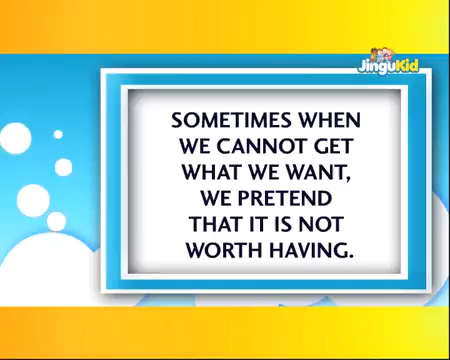 JinguKid
SOMETIMES WHEN
WE CANNOT GET
WHAT WE WANT,
WE PRETEND
THAT IT IS NOT
WORTH HAVING.